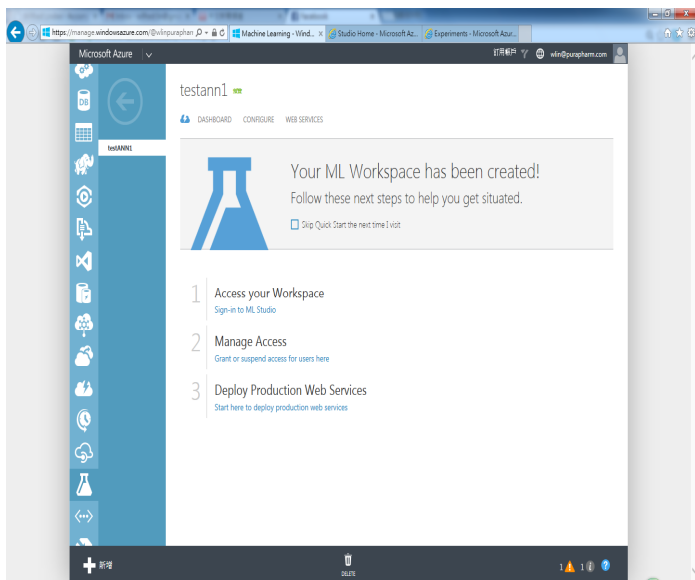 https://manage.windowsazure.com/@wlinpuraphan
Machine Learning - Wind...
Studio Home - Microsoft Az...
Experiments - Microsoft Azur...
Microsoft Azure
訂用帳戶
wlin@purapharm.com
DB
testANN1
testann1
DASHBOARD CONFIGURE WEB SERVICES
Your ML Workspace has been created!
Follow these next steps to help you get situated.
Skip Quick Start the next time I visit
1 Access your Workspace
Sign-in to ML Studio
2 Manage Access
Grant or suspend access for users here
3 Deploy Production Web Services
Start here to deploy production web services
新增
DELETE
1 1